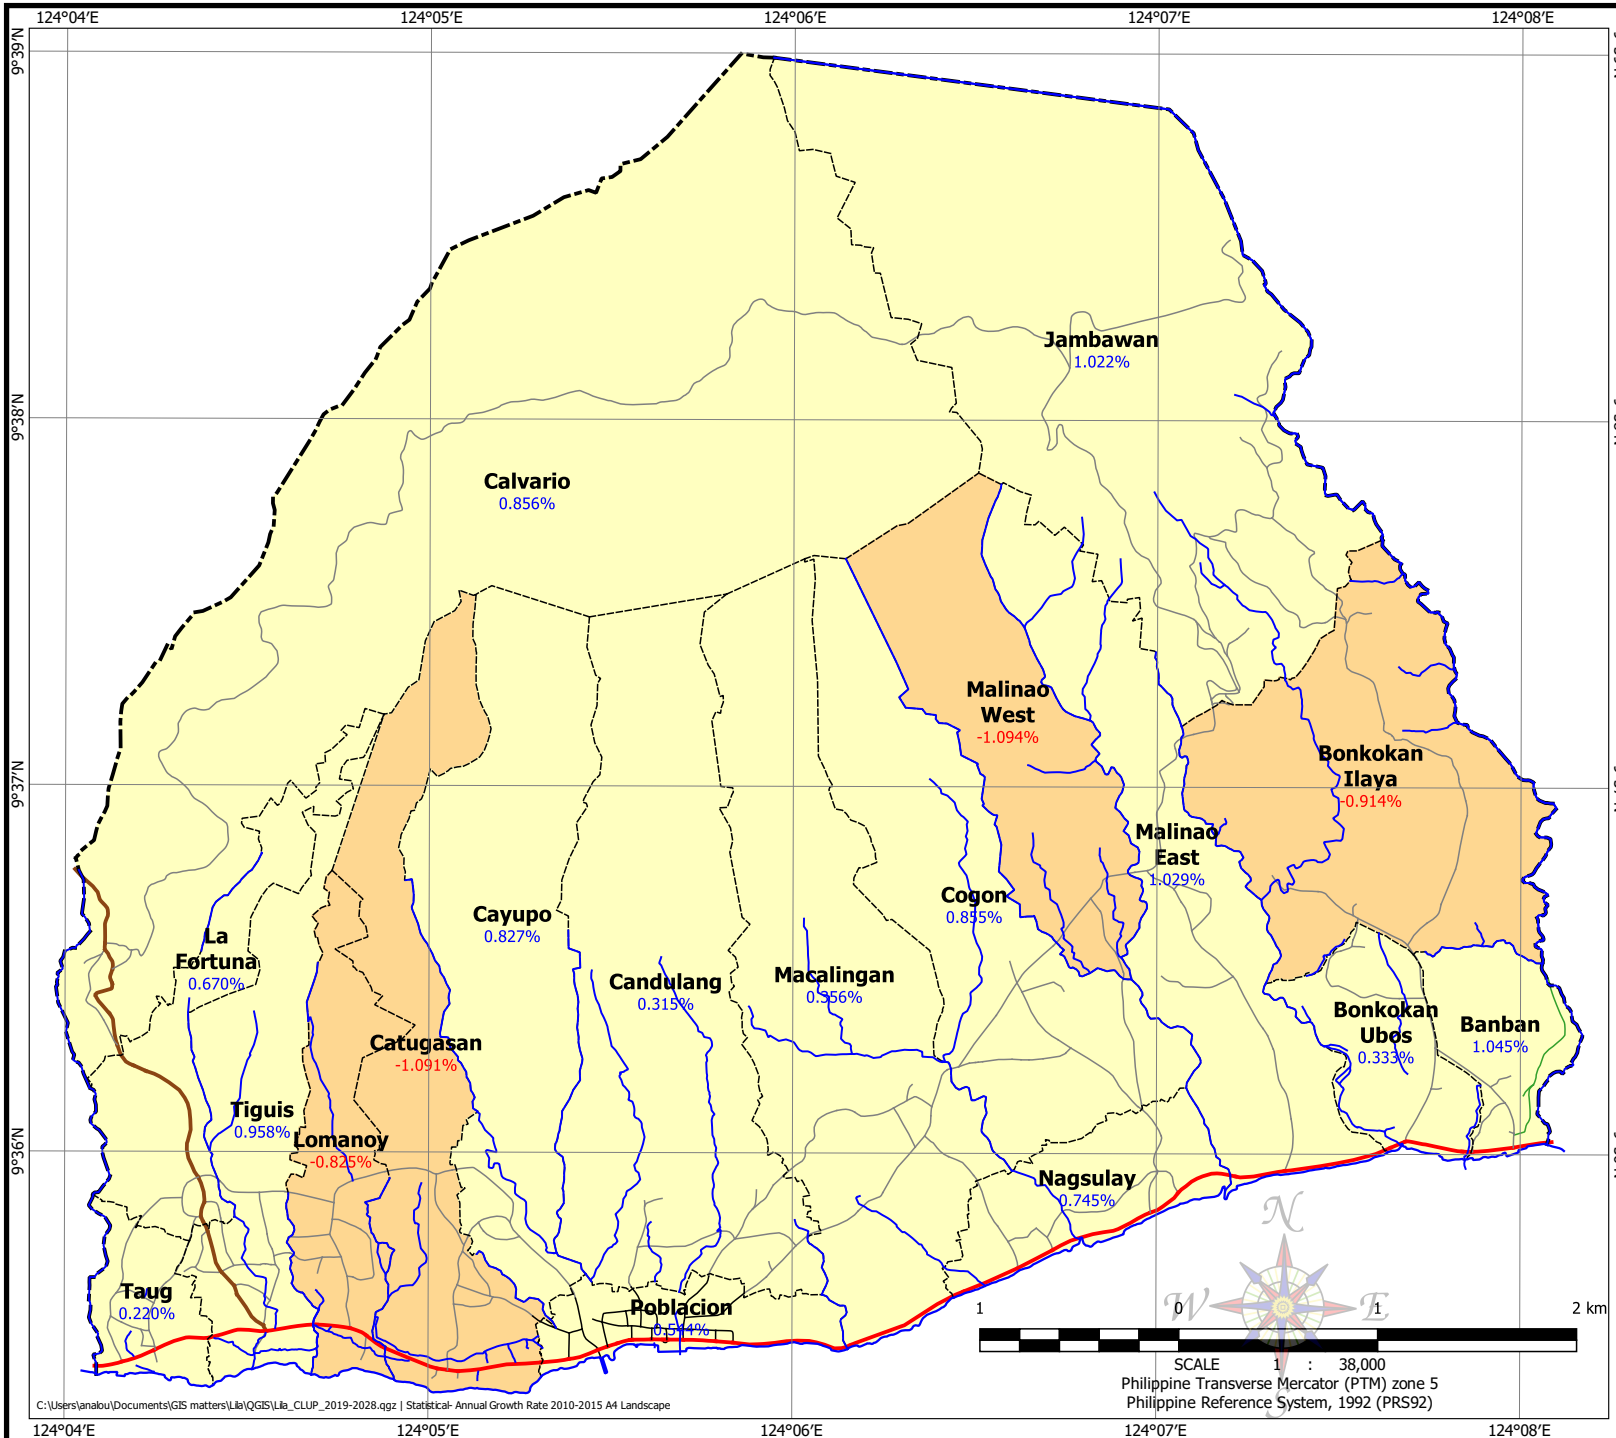 124°04′E 124°05′E 124°06′E 124°07′E 124°08′E
9°39′N
Jambawan
1.022%
9°38′N
Calvario
0.856%
Malinao
West
-1.094%
Bonkokan
Ilaya
-0.914%
9°37′N
Malinao
East
1.029%
Cogon
0.855%
Cayupo
0.827%
La
Fortuna
0.670%
Candulang
0.315%
Macalingan
0.356%
Bonkokan
Ubos
0.333%
Banban
1.045%
Catugasan
-1.091%
Tiguis
0.958%
Lomanoy
-0.825%
9°36′N
Nagsulay
0.745%
Taug
0.220%
Poblacion
0.544%
N
W E
S
1 0 1 2 km
SCALE 1 : 38,000
Philippine Transverse Mercator (PTM) zone 5
Philippine Reference System, 1992 (PRS92)
C:\Users\analou\Documents\GIS matters\Lila\QGIS\Lila_CLUP_2019-2028.qgz | Statistical- Annual Growth Rate 2010-2015 A4 Landscape
124°04′E 124°05′E 124°06′E 124°07′E 124°08′E